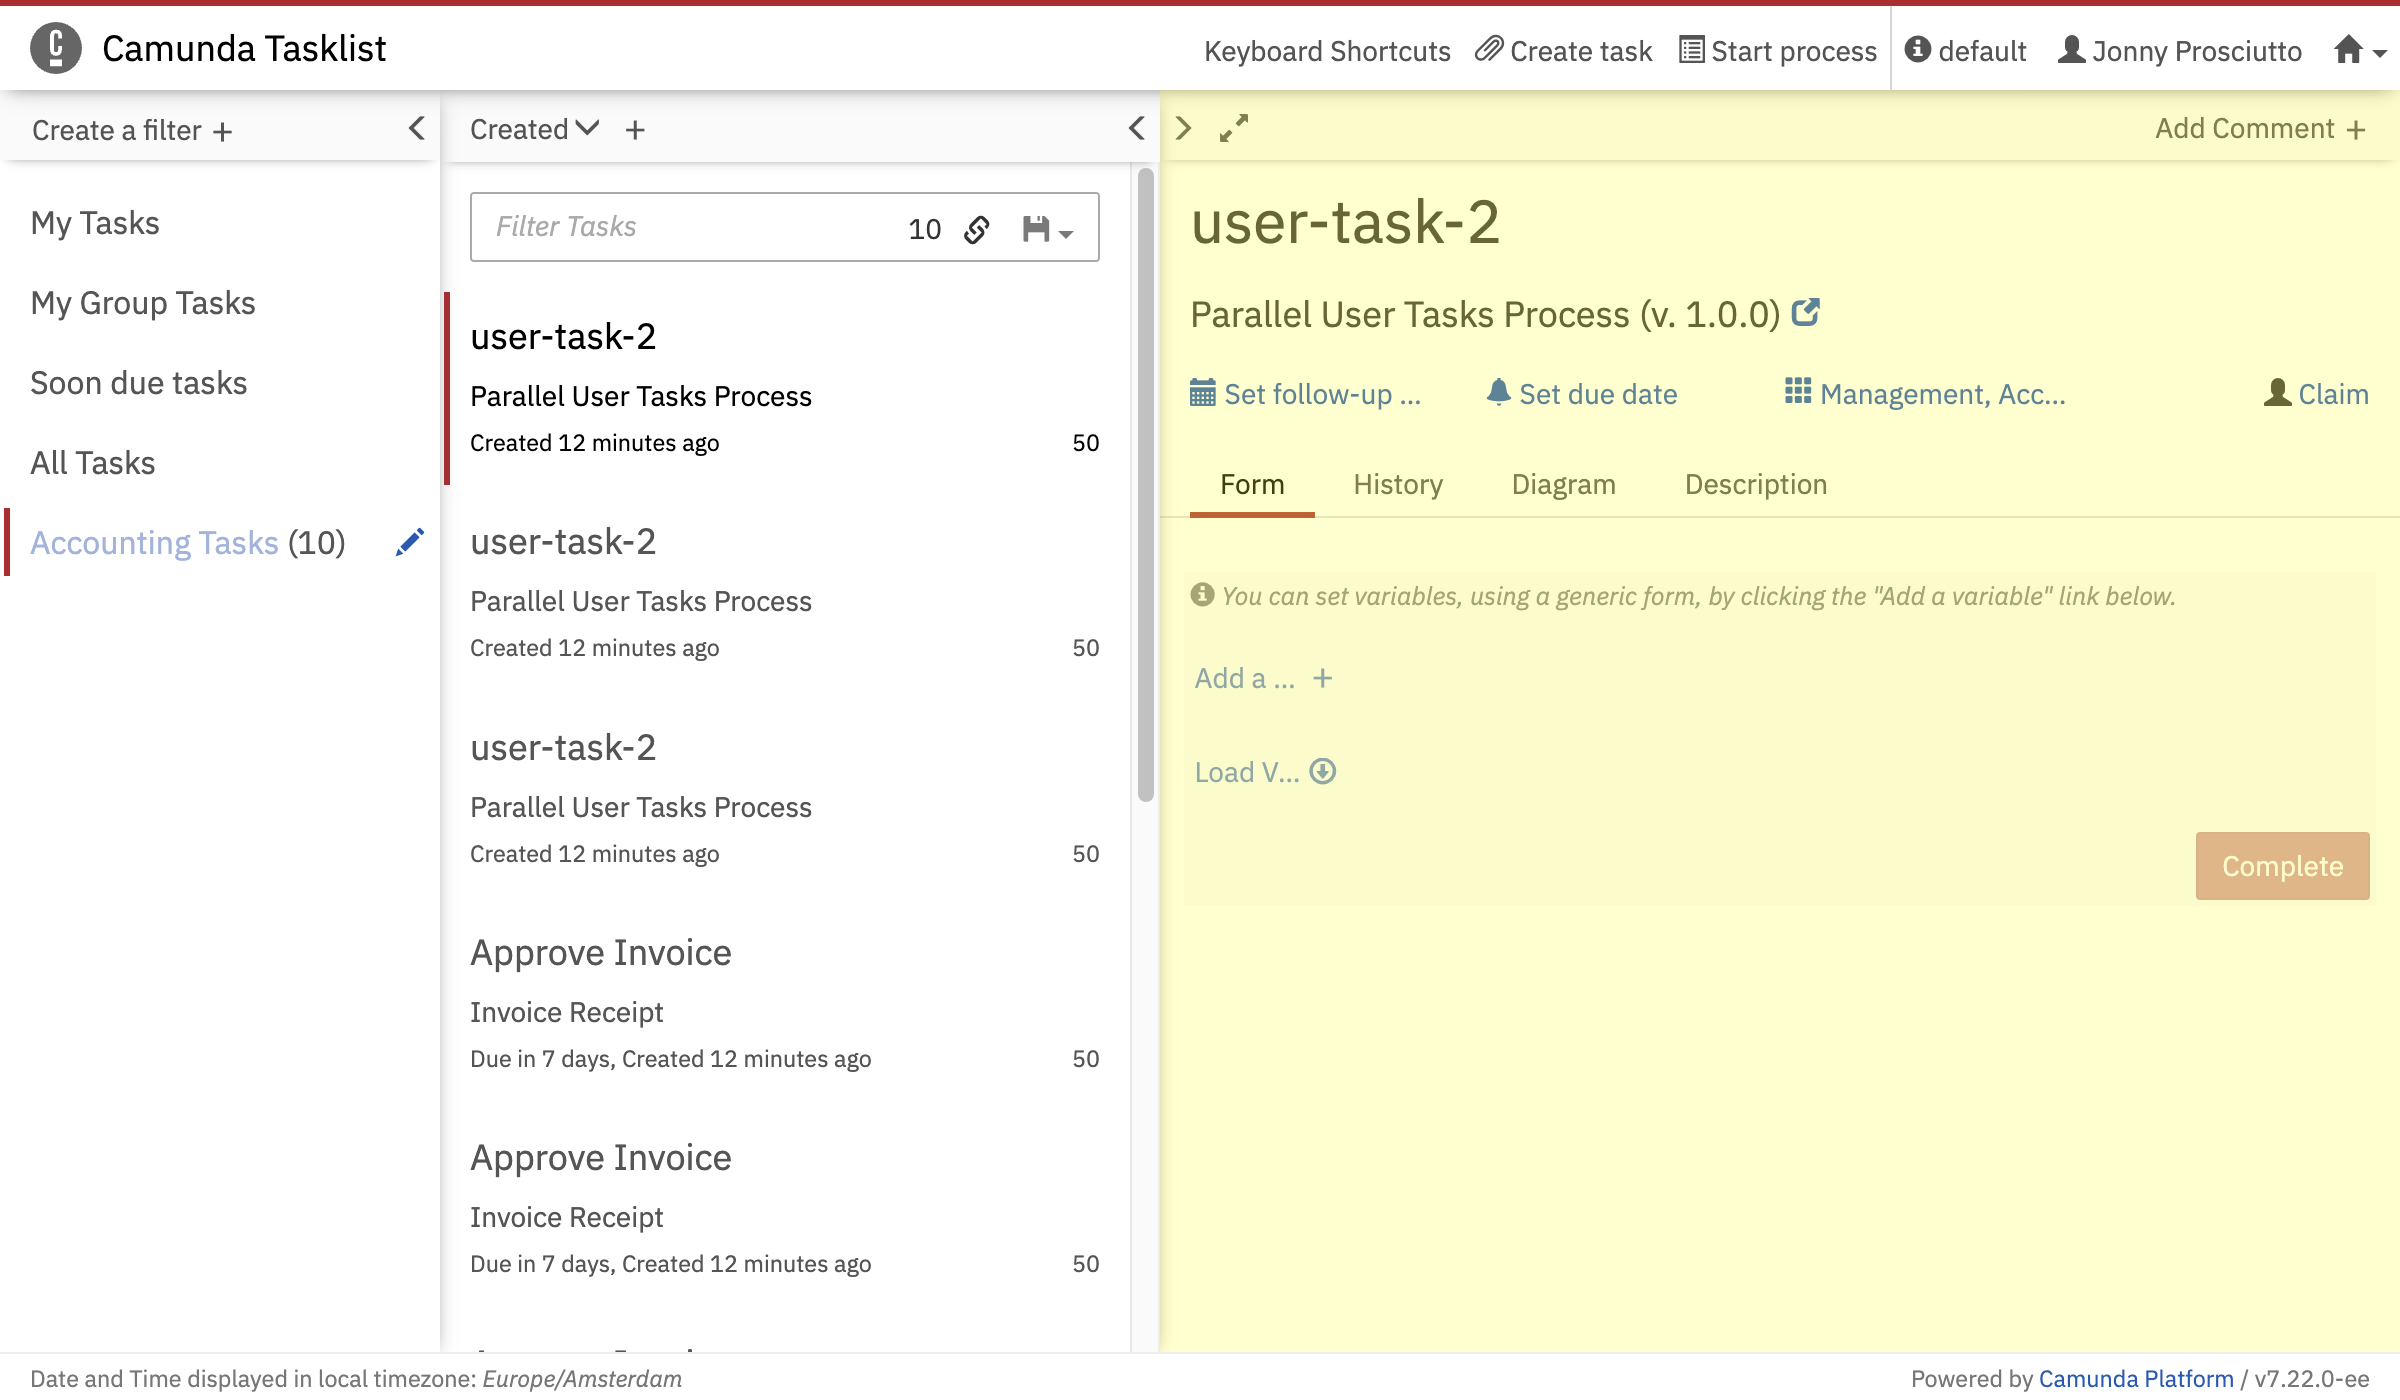 Camunda Tasklist
Keyboard Shortcuts Create task Start process default Jonny Prosciutto
Create a filter +
My Tasks
My Group Tasks
Soon due tasks
All Tasks
Accounting Tasks (10)
Created +
Filter Tasks 10
user-task-2
Parallel User Tasks Process
Created 12 minutes ago 50
user-task-2
Parallel User Tasks Process
Created 12 minutes ago 50
user-task-2
Parallel User Tasks Process
Created 12 minutes ago 50
Approve Invoice
Invoice Receipt
Due in 7 days, Created 12 minutes ago 50
Approve Invoice
Invoice Receipt
Due in 7 days, Created 12 minutes ago 50
Add Comment +
user-task-2
Parallel User Tasks Process (v. 1.0.0)
Set follow-up ... Set due date Management, Acc... Claim
Form History Diagram Description
You can set variables, using a generic form, by clicking the "Add a variable" link below.
Add a ... +
Load V...
Complete
Date and Time displayed in local timezone: Europe/Amsterdam
Powered by Camunda Platform / v7.22.0-ee